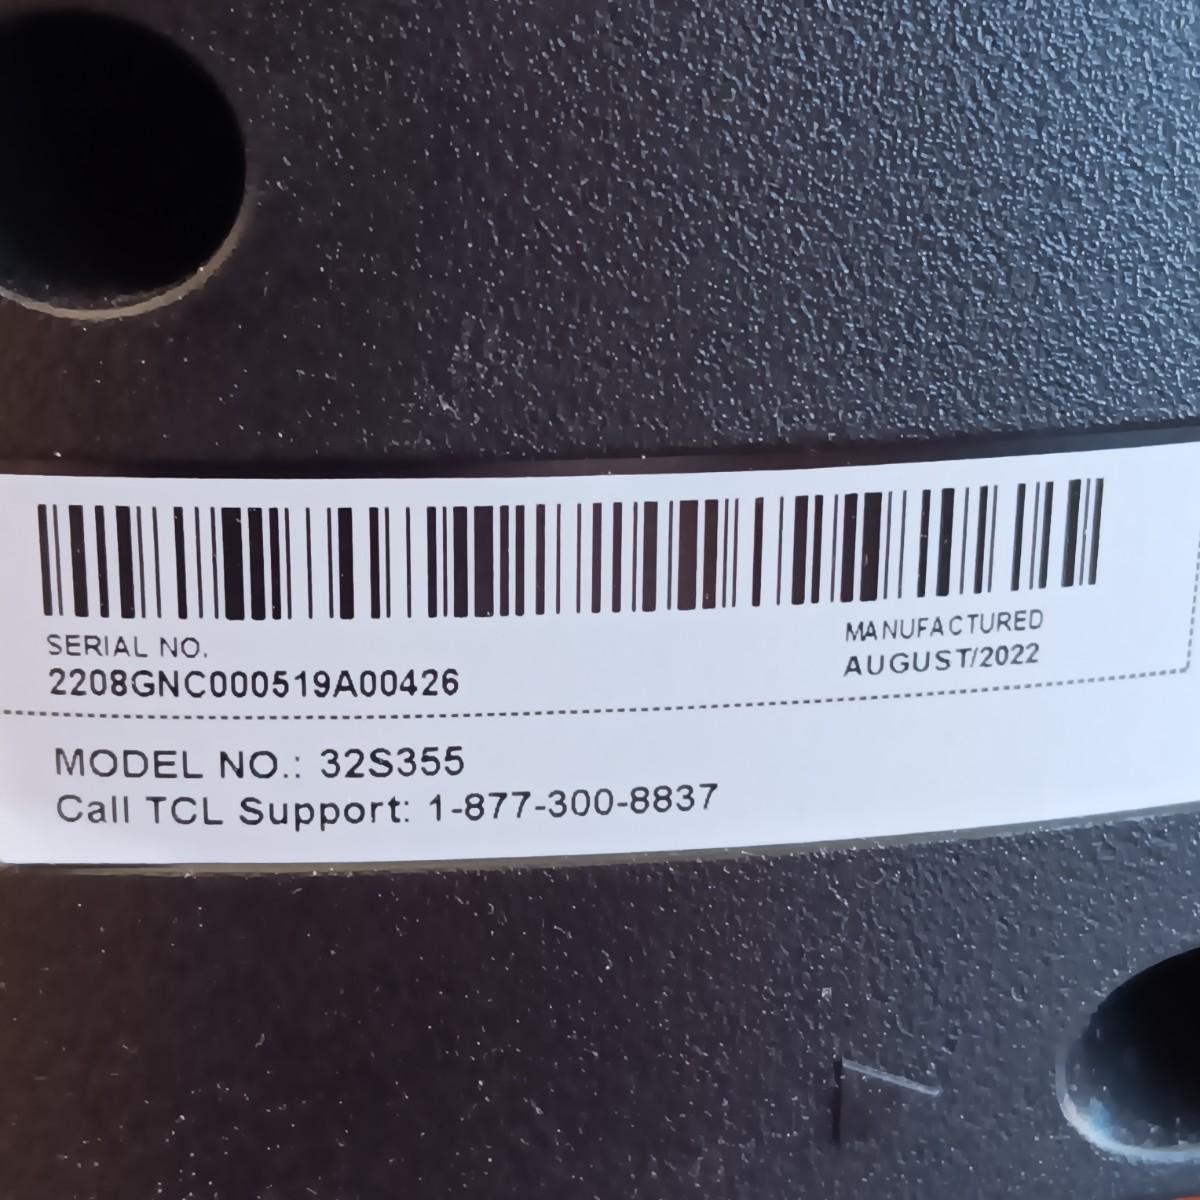 SERIAL NO.
2208GNC000519A00426
MANUFACTURED
AUGUST/2022
MODEL NO.: 32S355
Call TCL Support: 1-877-300-8837